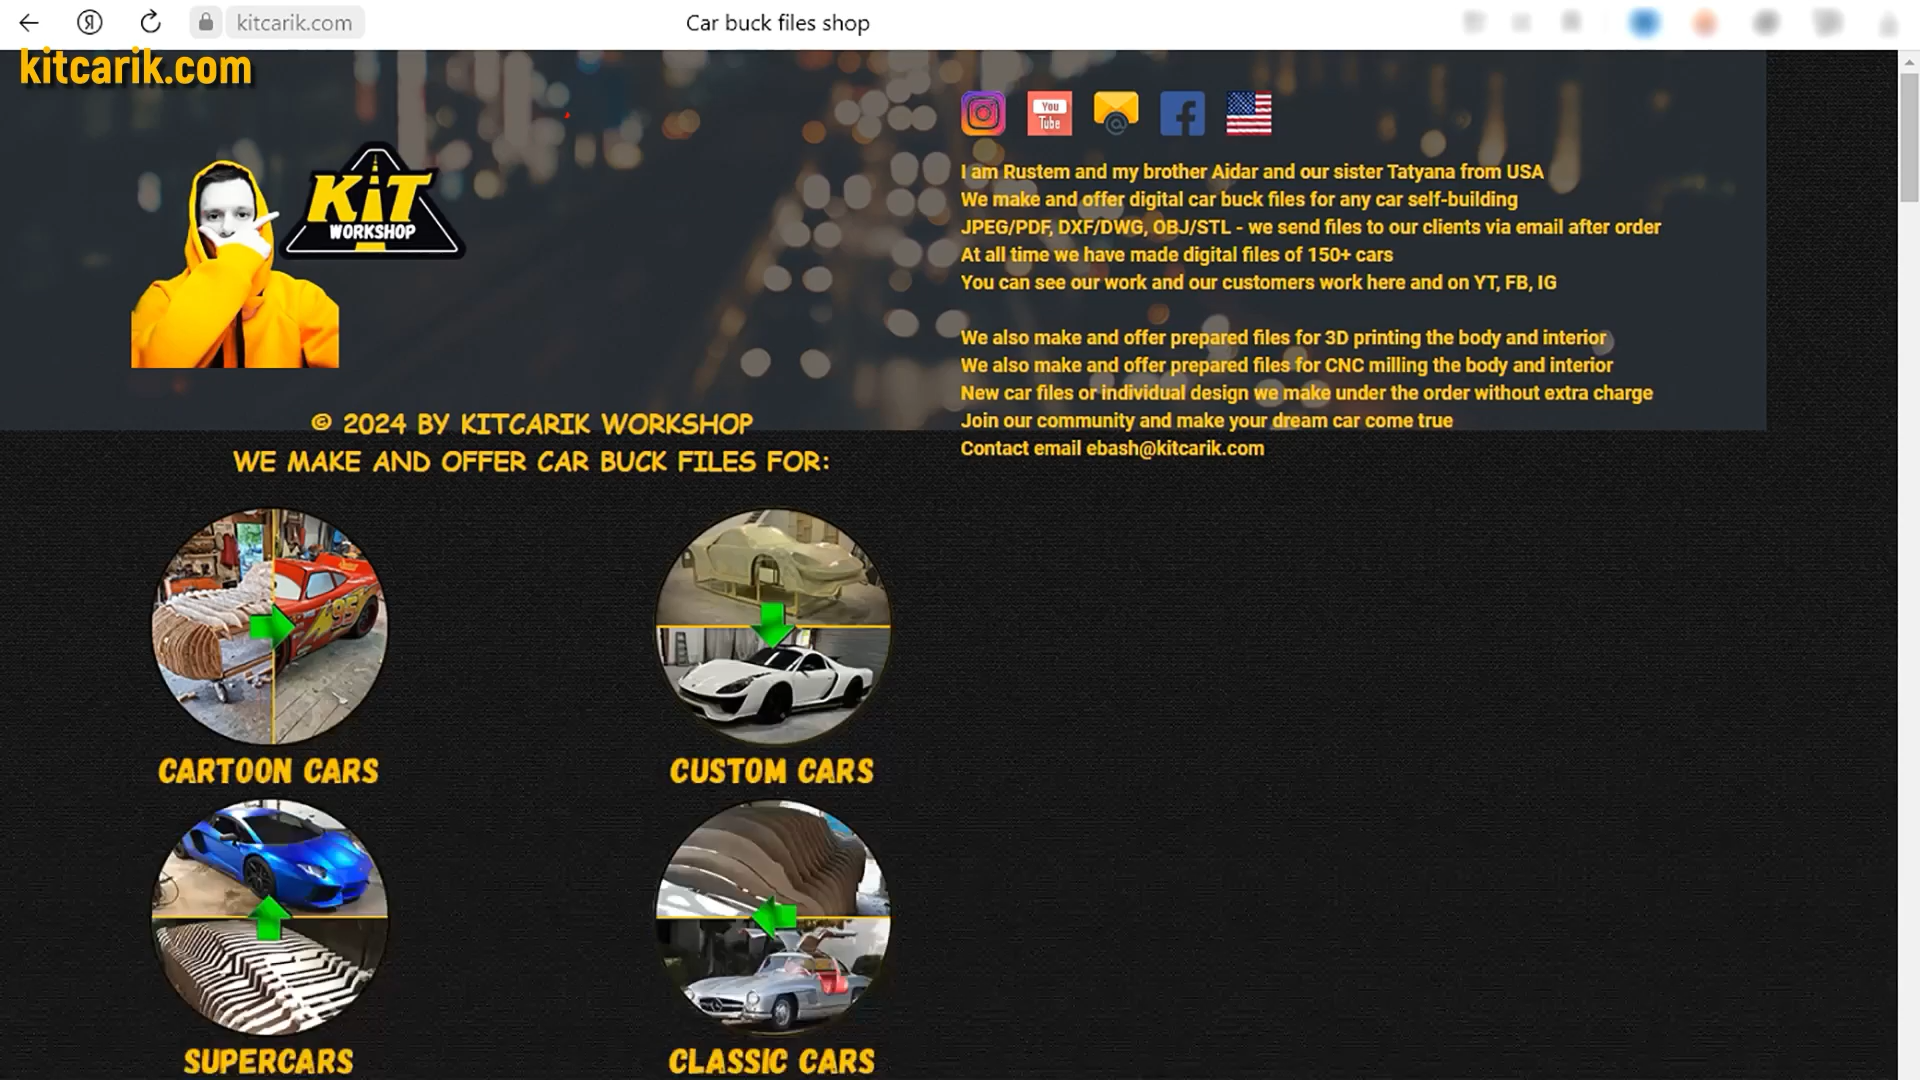 Я
kitcarik.com
Car buck files shop
kitcarik.com
You
Tube
@
f
KiT
WORKSHOP
I am Rustem and my brother Aidar and our sister Tatyana from USA
We make and offer digital car buck files for any car self-building
JPEG/PDF, DXF/DWG, OBJ/STL - we send files to our clients via email after order
At all time we have made digital files of 150+ cars
You can see our work and our customers work here and on YT, FB, IG
We also make and offer prepared files for 3D printing the body and interior
We also make and offer prepared files for CNC milling the body and interior
New car files or individual design we make under the order without extra charge
Join our community and make your dream car come true
Contact email ebash@kitcarik.com
© 2024 BY KITCARIK WORKSHOP
WE MAKE AND OFFER CAR BUCK FILES FOR:
95
CARTOON CARS
CUSTOM CARS
SUPERCARS
CLASSIC CARS